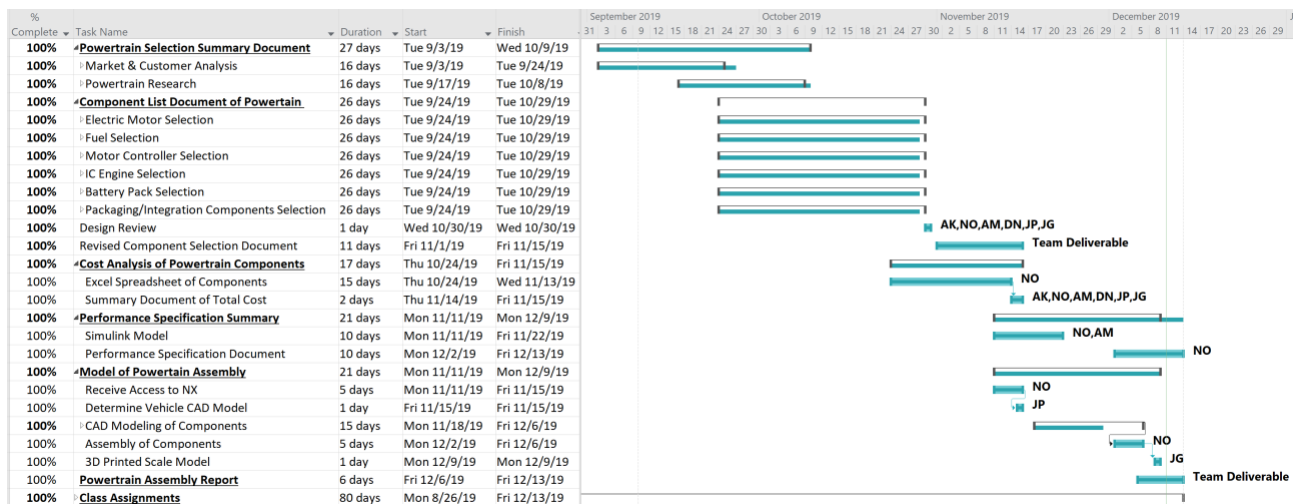 %
September 2019 October 2019 November 2019 December 2019 J
Complete Task Name Duration Start Finish 31 3 6 9 12 15 18 21 24 27 30 3 6 9 12 15 18 21 24 27 30 2 5 8 11 14 17 20 23 26 29 2 5 8 11 14 17 20 23 26 29
100% Powertrain Selection Summary Document 27 days Tue 9/3/19 Wed 10/9/19
100% Market & Customer Analysis 16 days Tue 9/3/19 Tue 9/24/19
100% Powertrain Research 16 days Tue 9/17/19 Tue 10/8/19
100% Component List Document of Powertain 26 days Tue 9/24/19 Tue 10/29/19
100% Electric Motor Selection 26 days Tue 9/24/19 Tue 10/29/19
100% Fuel Selection 26 days Tue 9/24/19 Tue 10/29/19
100% Motor Controller Selection 26 days Tue 9/24/19 Tue 10/29/19
100% IC Engine Selection 26 days Tue 9/24/19 Tue 10/29/19
100% Battery Pack Selection 26 days Tue 9/24/19 Tue 10/29/19
100% Packaging/Integration Components Selection 26 days Tue 9/24/19 Tue 10/29/19
100% Design Review 1 day Wed 10/30/19 Wed 10/30/19 AK,NO,AM,DN,JP,JG
100% Revised Component Selection Document 11 days Fri 11/1/19 Fri 11/15/19 Team Deliverable
100% Cost Analysis of Powertrain Components 17 days Thu 10/24/19 Fri 11/15/19
100% Excel Spreadsheet of Components 15 days Thu 10/24/19 Wed 11/13/19 NO
100% Summary Document of Total Cost 2 days Thu 11/14/19 Fri 11/15/19 AK,NO,AM,DN,JP,JG
100% Performance Specification Summary 21 days Mon 11/11/19 Mon 12/9/19
100% Simulink Model 10 days Mon 11/11/19 Fri 11/22/19 NO,AM
100% Performance Specification Document 10 days Mon 12/2/19 Fri 12/13/19 NO
100% Model of Powertain Assembly 21 days Mon 11/11/19 Mon 12/9/19
100% Receive Access to NX 5 days Mon 11/11/19 Fri 11/15/19 NO
100% Determine Vehicle CAD Model 1 day Fri 11/15/19 Fri 11/15/19 JP
100% CAD Modeling of Components 15 days Mon 11/18/19 Fri 12/6/19
100% Assembly of Components 5 days Mon 12/2/19 Fri 12/6/19 NO
100% 3D Printed Scale Model 1 day Mon 12/9/19 Mon 12/9/19 JG
100% Powertrain Assembly Report 6 days Fri 12/6/19 Fri 12/13/19 Team Deliverable
100% Class Assignments 80 days Mon 8/26/19 Fri 12/13/19